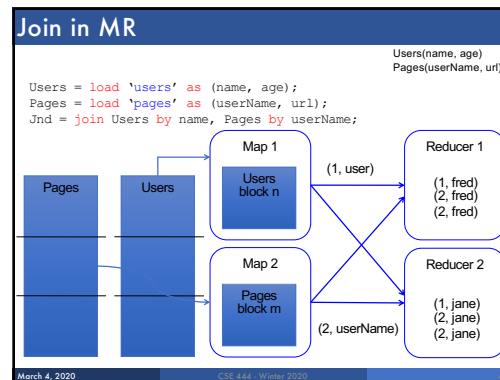 Join in MR
Users(name, age)
Pages(userName, url)
Users = load ‘users’ as (name, age);
Pages = load ‘pages’ as (userName, url);
Jnd = join Users by name, Pages by userName;
Pages
Users
Map 1
Users
block n
(1, user)
Reducer 1
(1, fred)
(2, fred)
(2, fred)
Map 2
Pages
block m
(2, userName)
Reducer 2
(1, jane)
(2, jane)
(2, jane)
March 4, 2020
CSE 444 - Winter 2020